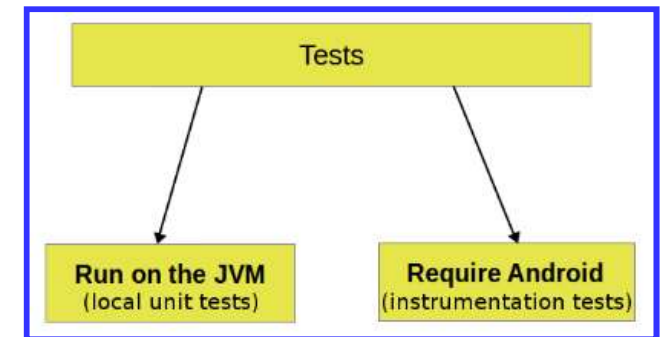 Tests
Run on the JVM
(local unit tests)
Require Android
(instrumentation tests)